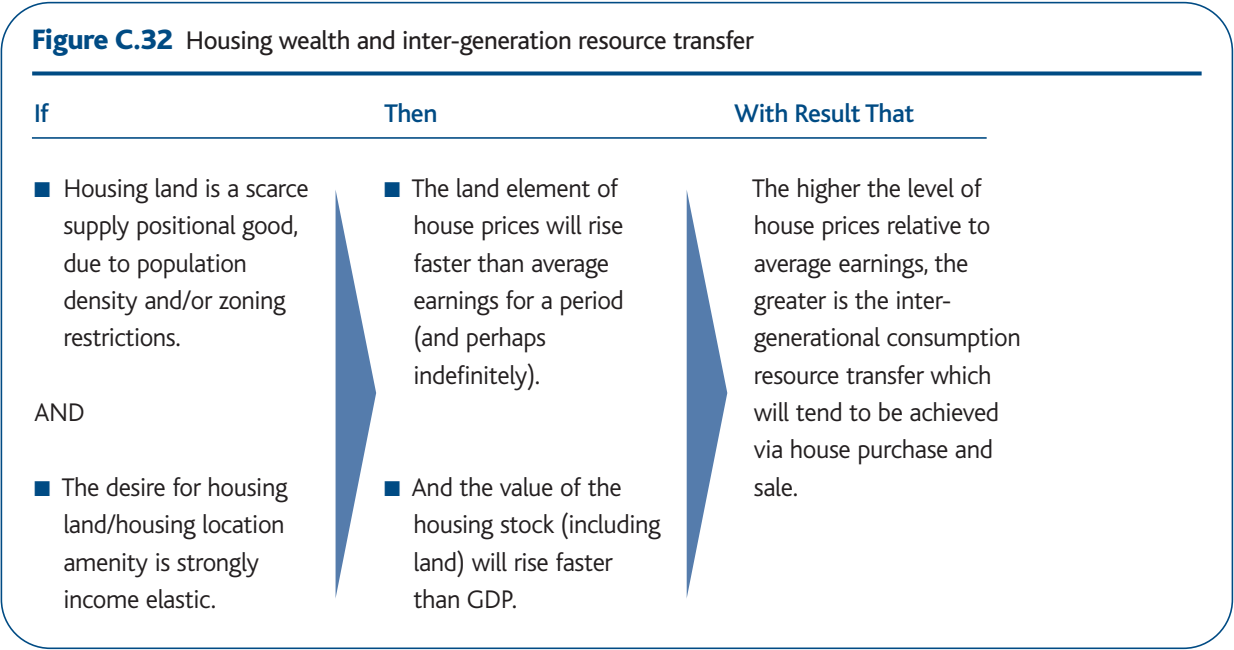 Figure C.32 Housing wealth and inter-generation resource transfer
If
Then
With Result That
■ Housing land is a scarce
supply positional good,
due to population
density and/or zoning
restrictions.
AND
■ The desire for housing
land/housing location
amenity is strongly
income elastic.
■ The land element of
house prices will rise
faster than average
earnings for a period
(and perhaps
indefinitely).
■ And the value of the
housing stock (including
land) will rise faster
than GDP.
The higher the level of
house prices relative to
average earnings, the
greater is the inter-
generational consumption
resource transfer which
will tend to be achieved
via house purchase and
sale.